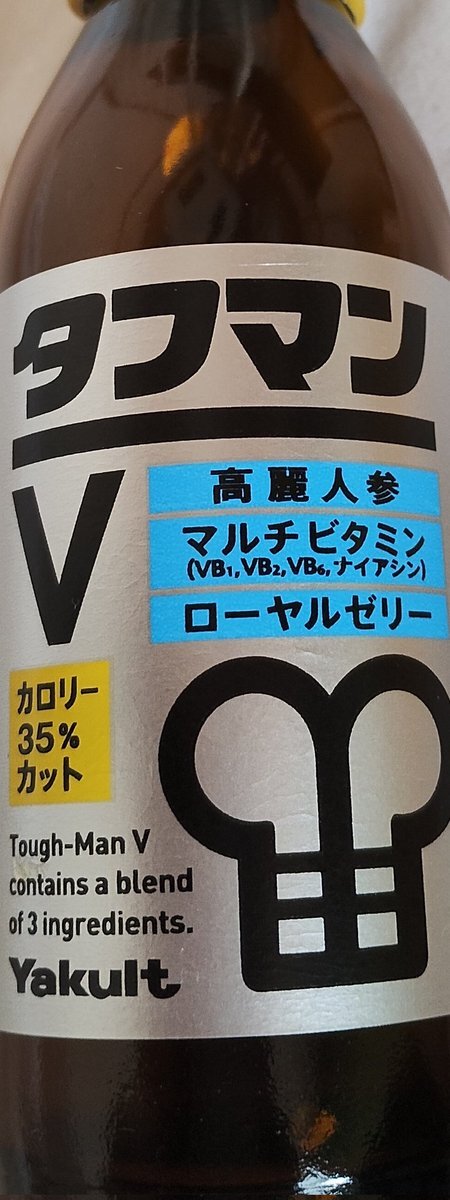 タフマン
V
高麗人参
マルチビタミン
(VB₁,VB₂,VB₆,ナイアシン)
ローヤルゼリー
カロリー
35%
カット
Tough-Man V
contains a blend
of 3 ingredients.
Yakult